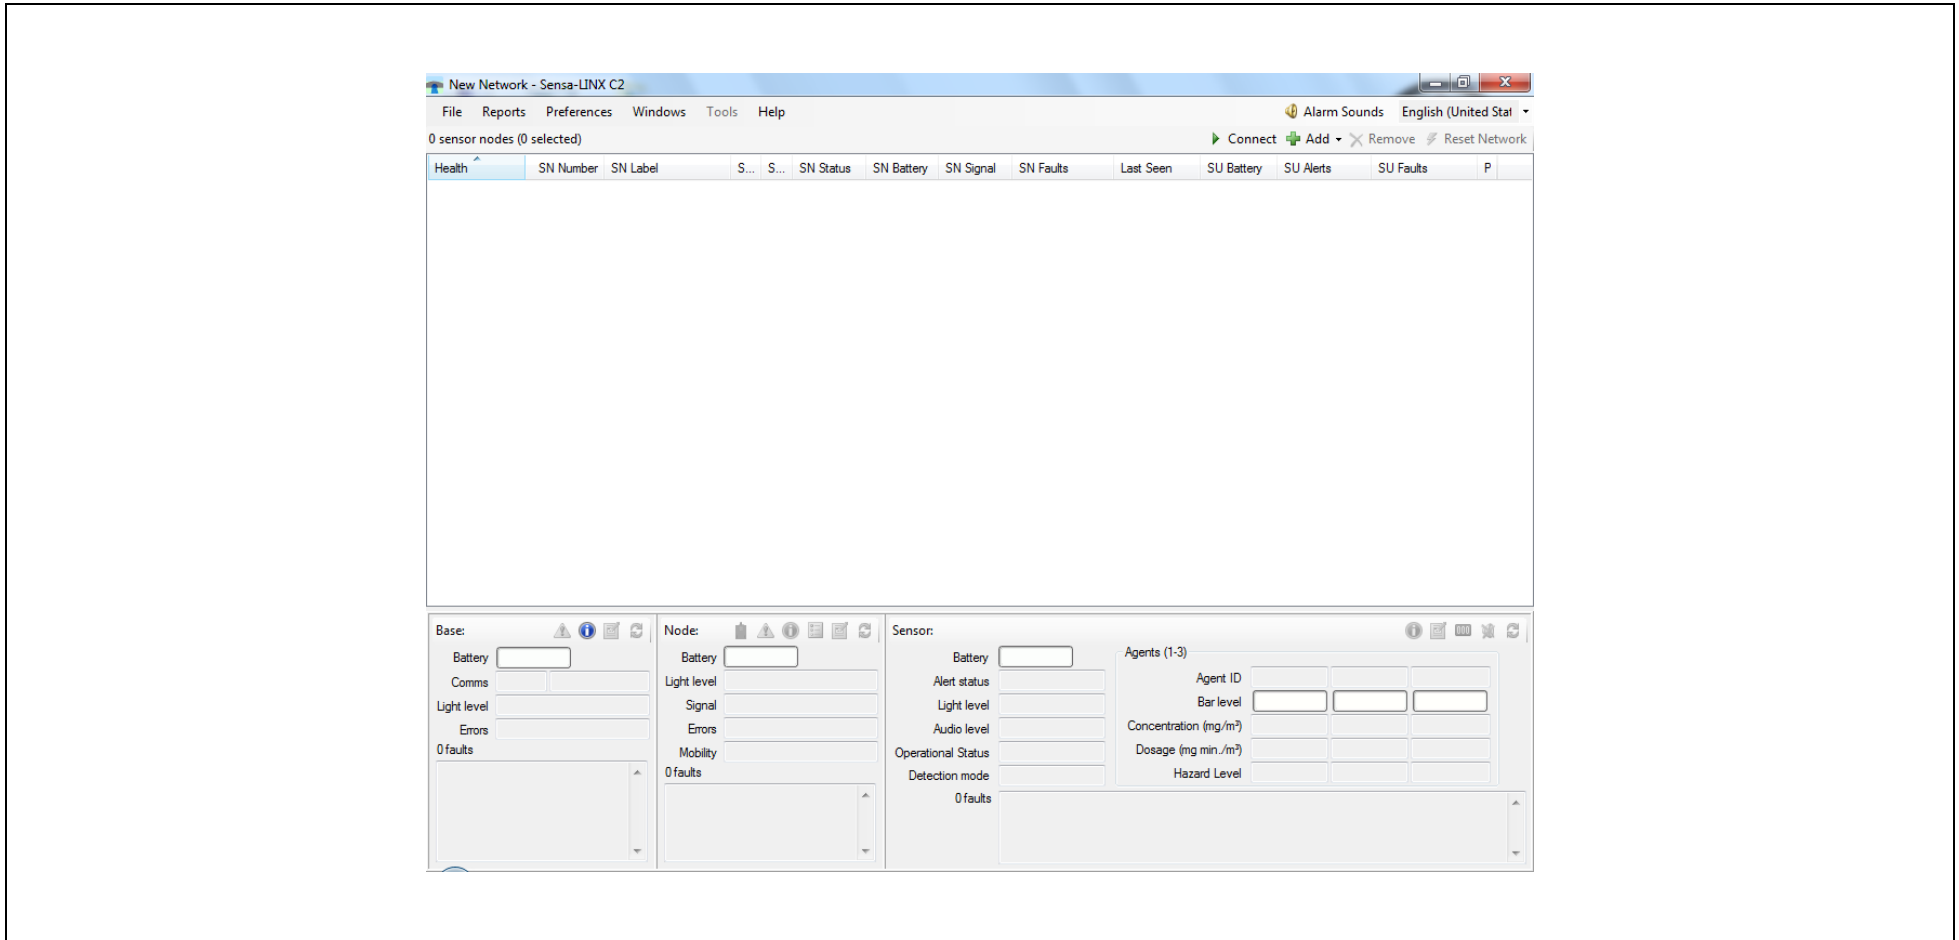 New Network - Sensa-LINX C2
File Reports Preferences Windows Tools Help Alarm Sounds English (United Stat
0 sensor nodes (0 selected) Connect Add Remove Reset Network
Health SN Number SN Label S... S... SN Status SN Battery SN Signal SN Faults Last Seen SU Battery SU Alerts SU Faults P
Base:
Battery
Comms
Light level
Errors
0 faults
Node:
Battery
Light level
Signal
Errors
Mobility
0 faults
Sensor:
Battery
Alert status
Light level
Audio level
Operational Status
Detection mode
0 faults
Agents (1-3)
Agent ID
Bar level
Concentration (mg/m³)
Dosage (mg min./m³)
Hazard Level